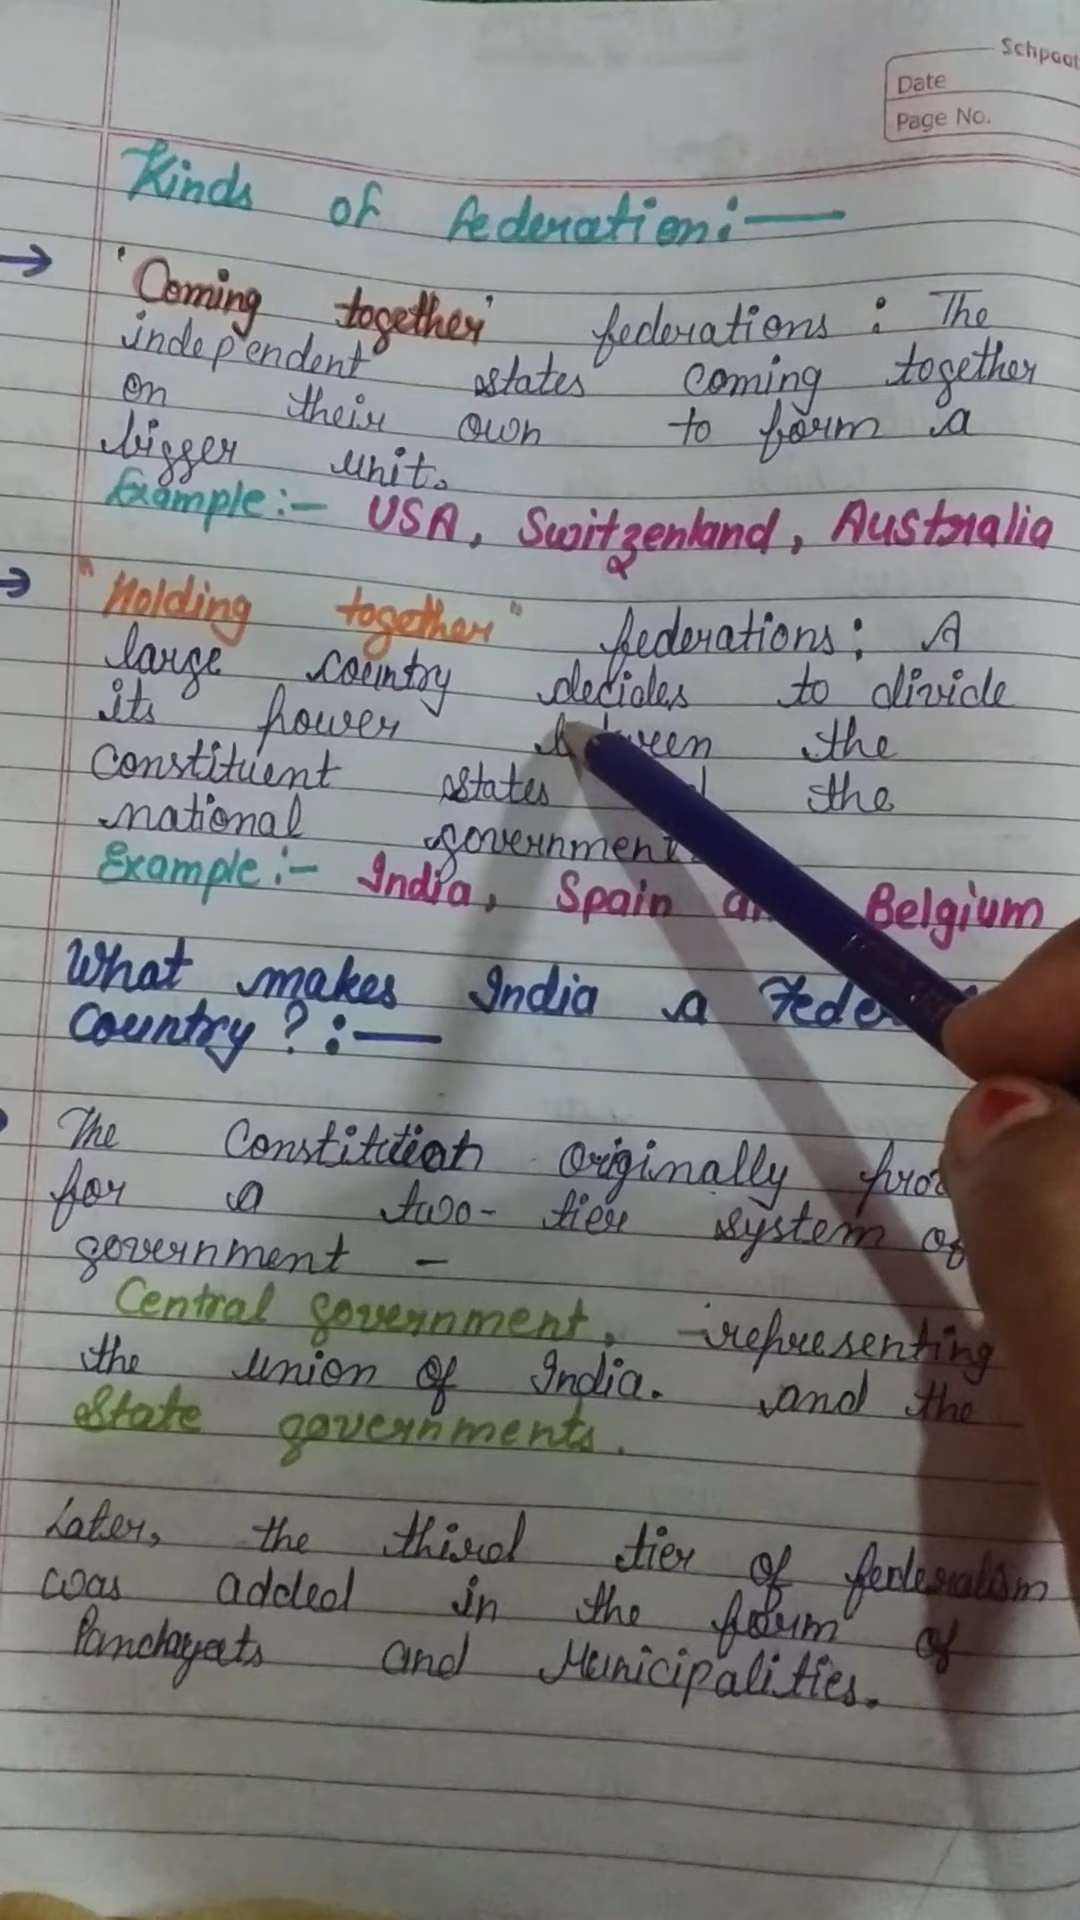 Schpoot
Date
Page No.
Kinds of federation:—
'Coming together' federations : The
independent states coming together
on their own to form a
bigger unit.
Example :- USA, Switzerland, Australia
"Holding together" federations : A
large country decides to divide
its power the
constituent states the
national government
Example :- India, Spain Belgium
What makes India a
Country ? :—
The Constitution originally
for a two-tier system of
government -
Central government, representing
the union of India. and the
State governments.
Later, the third tier of federalism
was added in the form of
Panchayats and Municipalities.